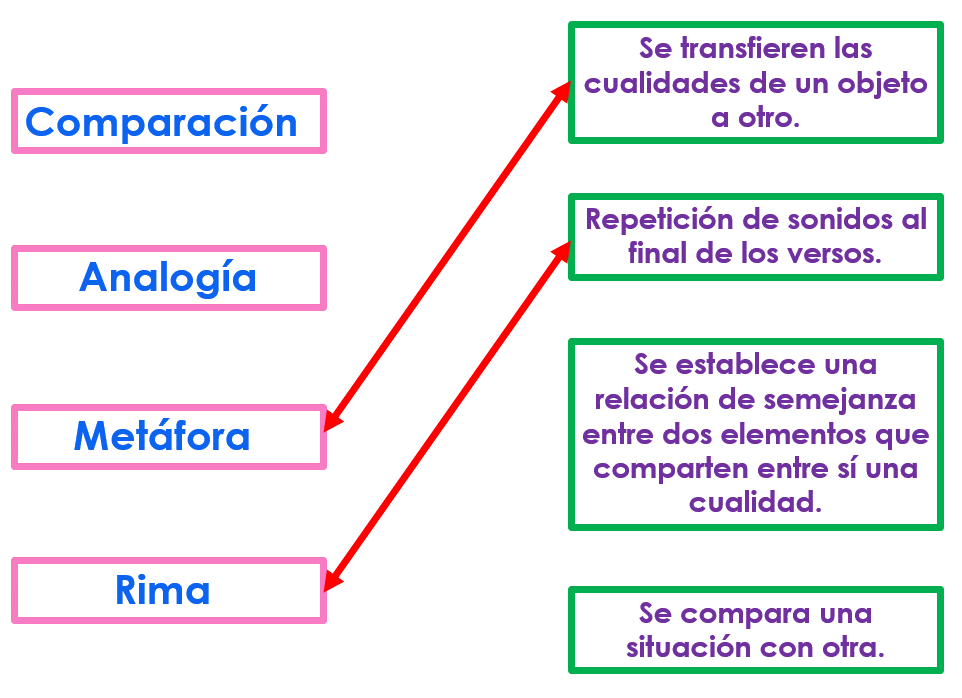 Comparación
Analogía
Metáfora
Rima
Se transfieren las
cualidades de un objeto
a otro.
Repetición de sonidos al
final de los versos.
Se establece una
relación de semejanza
entre dos elementos que
comparten entre sí una
cualidad.
Se compara una
situación con otra.